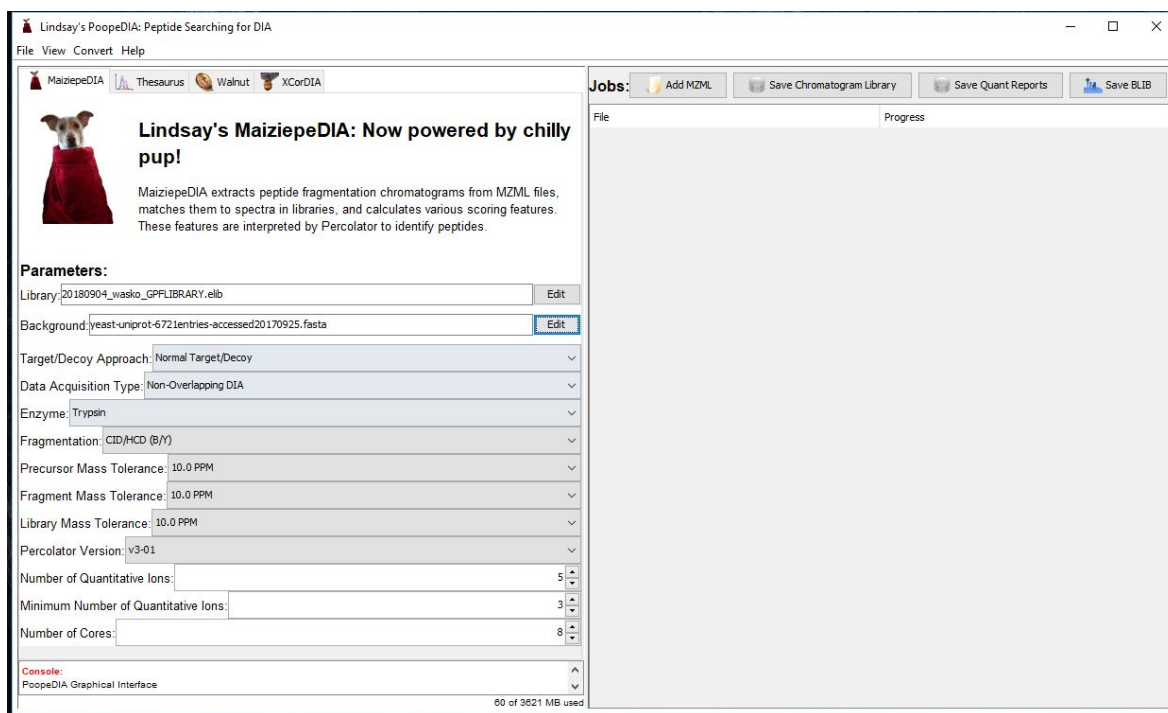 Lindsay's PoopeDIA: Peptide Searching for DIA
File View Convert Help
MaiziepeDIA Thesaurus Walnut XCorDIA
Lindsay's MaiziepeDIA: Now powered by chilly
pup!
MaiziepeDIA extracts peptide fragmentation chromatograms from MZML files,
matches them to spectra in libraries, and calculates various scoring features.
These features are interpreted by Percolator to identify peptides.
Parameters:
Library: 20180904_wasko_GPFLIBRARY.elib Edit
Background: yeast-uniprot-6721entries-accessed20170925.fasta Edit
Target/Decoy Approach: Normal Target/Decoy
Data Acquisition Type: Non-Overlapping DIA
Enzyme: Trypsin
Fragmentation: CID/HCD (B/Y)
Precursor Mass Tolerance: 10.0 PPM
Fragment Mass Tolerance: 10.0 PPM
Library Mass Tolerance: 10.0 PPM
Percolator Version: v3-01
Number of Quantitative Ions: 5
Minimum Number of Quantitative Ions: 3
Number of Cores: 8
Console:
PoopeDIA Graphical Interface
60 of 3621 MB used
Jobs: Add MZML Save Chromatogram Library Save Quant Reports Save BLIB
File Progress